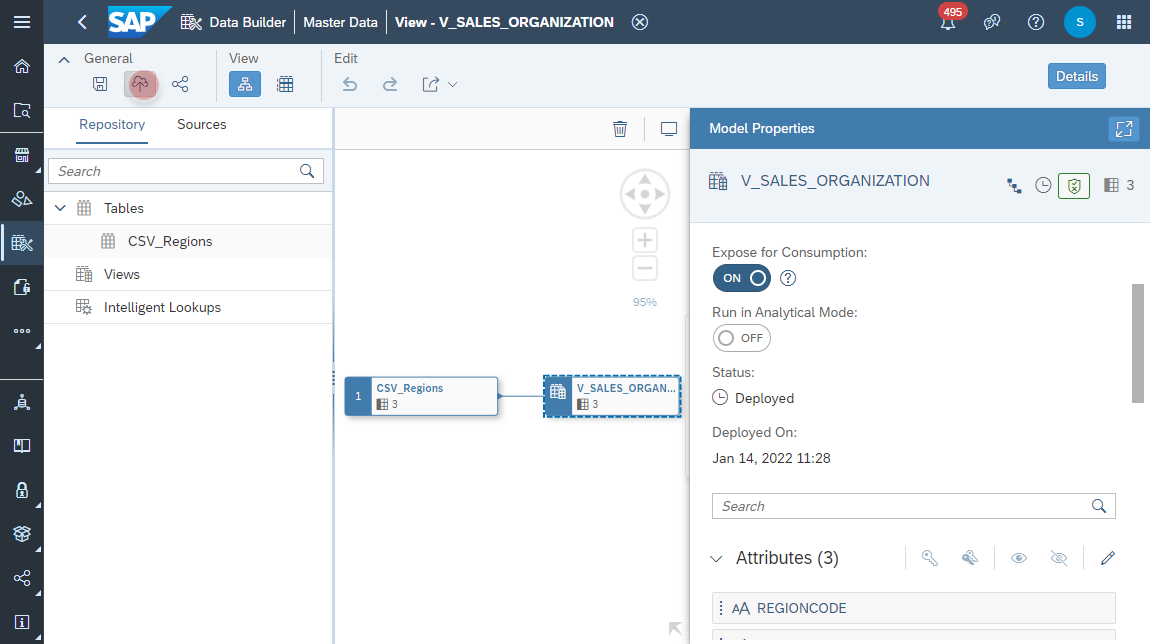 SAP Data Builder Master Data View - V_SALES_ORGANIZATION 495 S
General View Edit
Details
Repository Sources
Search
Tables
CSV_Regions
Views
Intelligent Lookups
95%
1 CSV_Regions
3
V_SALES_ORGAN...
3
Model Properties
V_SALES_ORGANIZATION 3
Expose for Consumption:
ON
Run in Analytical Mode:
OFF
Status:
Deployed
Deployed On:
Jan 14, 2022 11:28
Search
Attributes (3)
AA REGIONCODE